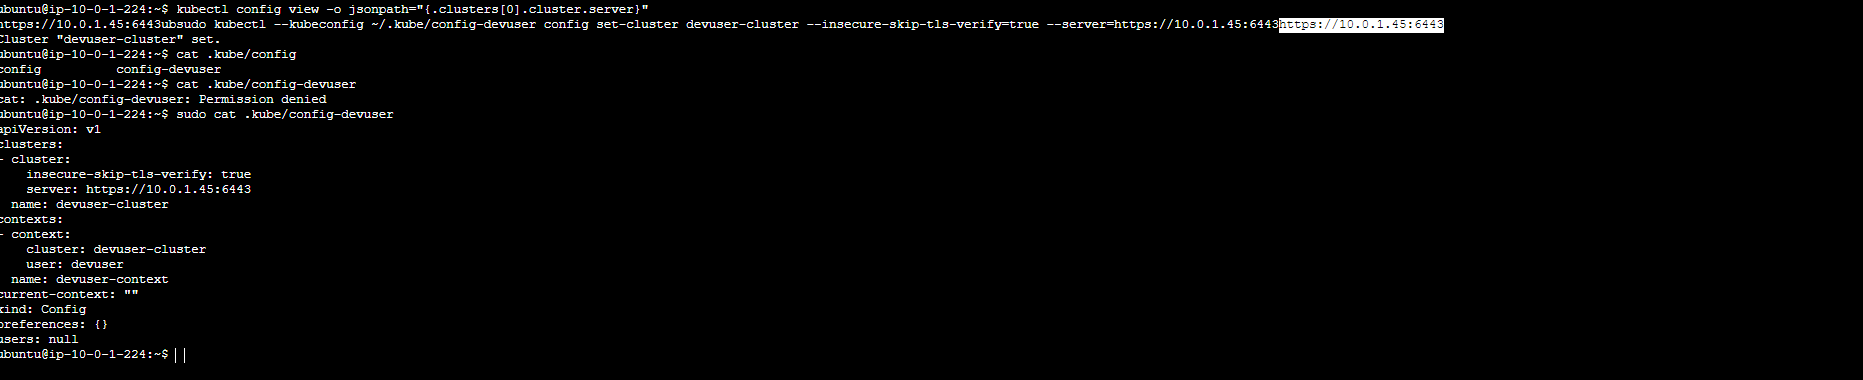 ubuntu@ip-10-0-1-224:~$ kubectl config view -o jsonpath="{.clusters[0].cluster.server}"
https://10.0.1.45:6443ubsudo kubectl --kubeconfig ~/.kube/config-devuser config set-cluster devuser-cluster --insecure-skip-tls-verify=true --server=https://10.0.1.45:6443https://10.0.1.45:6443
Cluster "devuser-cluster" set.
ubuntu@ip-10-0-1-224:~$ cat .kube/config
config          config-devuser
ubuntu@ip-10-0-1-224:~$ cat .kube/config-devuser
cat: .kube/config-devuser: Permission denied
ubuntu@ip-10-0-1-224:~$ sudo cat .kube/config-devuser
apiVersion: v1
clusters:
- cluster:
    insecure-skip-tls-verify: true
    server: https://10.0.1.45:6443
  name: devuser-cluster
contexts:
- context:
    cluster: devuser-cluster
    user: devuser
  name: devuser-context
current-context: ""
kind: Config
preferences: {}
users: null
ubuntu@ip-10-0-1-224:~$